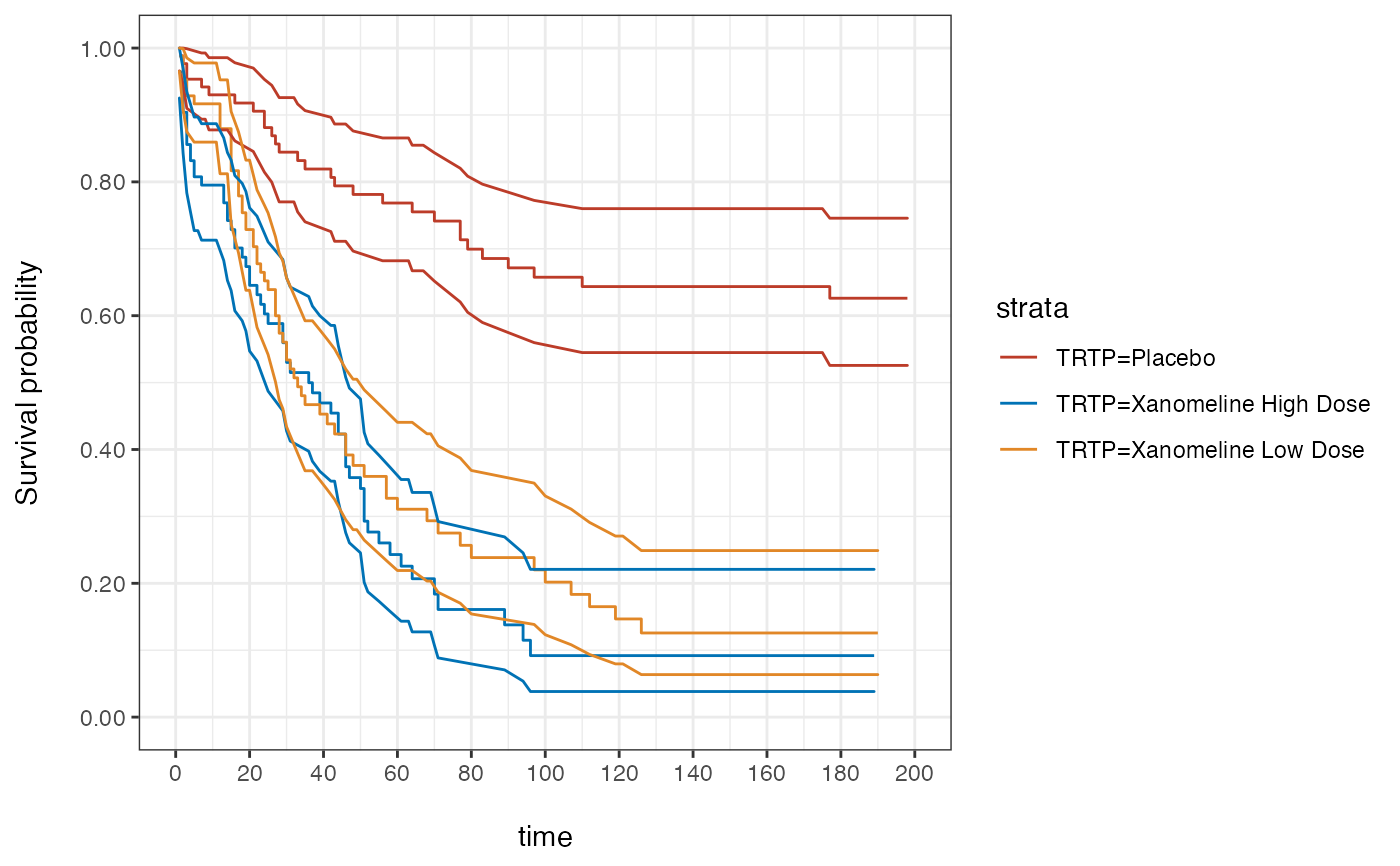 1.00
0.80
0.60
0.40
0.20
0.00
Survival probability
0 20 40 60 80 100 120 140 160 180 200
time
strata
TRTP=Placebo
TRTP=Xanomeline High Dose
TRTP=Xanomeline Low Dose